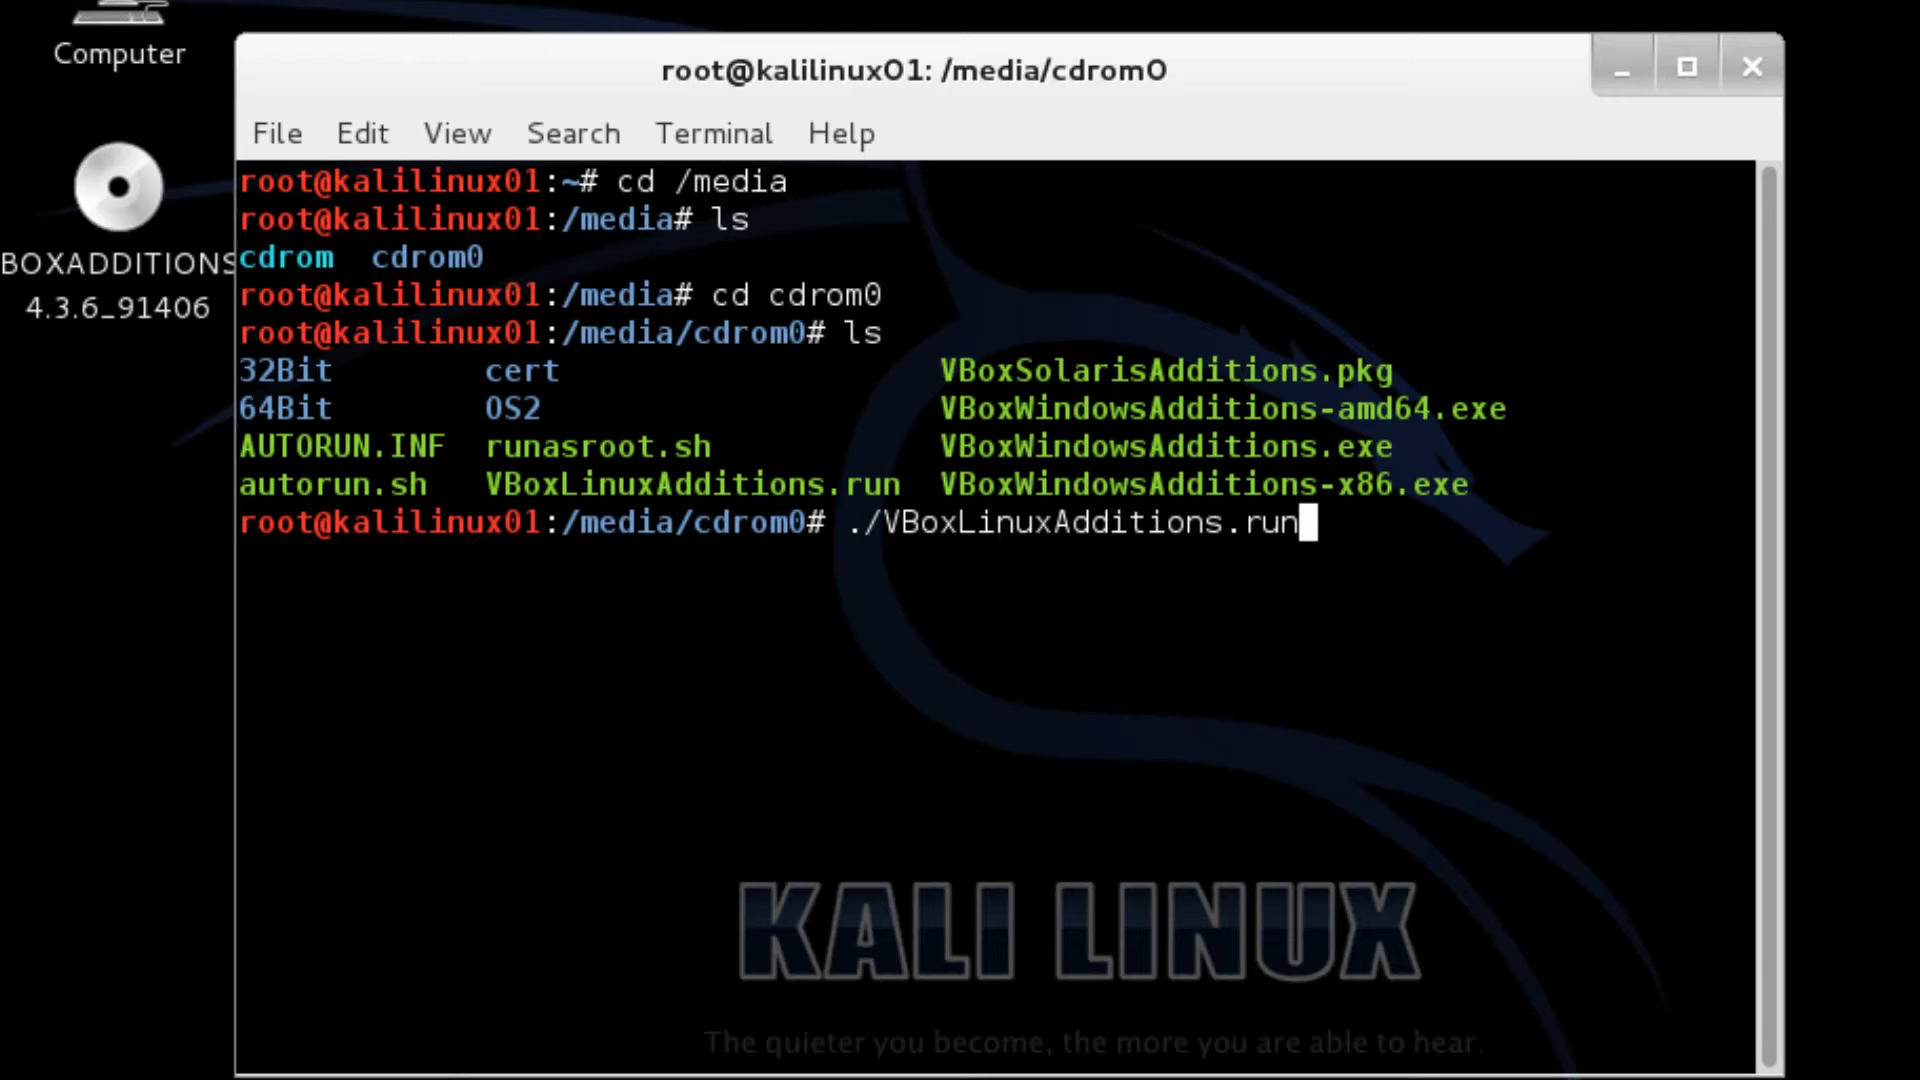 Computer
BOXADDITIONS
4.3.6_91406
root@kalilinux01: /media/cdrom0
File Edit View Search Terminal Help
root@kalilinux01:~# cd /media
root@kalilinux01:/media# ls
cdrom cdrom0
root@kalilinux01:/media# cd cdrom0
root@kalilinux01:/media/cdrom0# ls
32Bit cert VBoxSolarisAdditions.pkg
64Bit OS2 VBoxWindowsAdditions-amd64.exe
AUTORUN.INF runasroot.sh VBoxWindowsAdditions.exe
autorun.sh VBoxLinuxAdditions.run VBoxWindowsAdditions-x86.exe
root@kalilinux01:/media/cdrom0# ./VBoxLinuxAdditions.run
KALI LINUX
The quieter you become, the more you are able to hear.